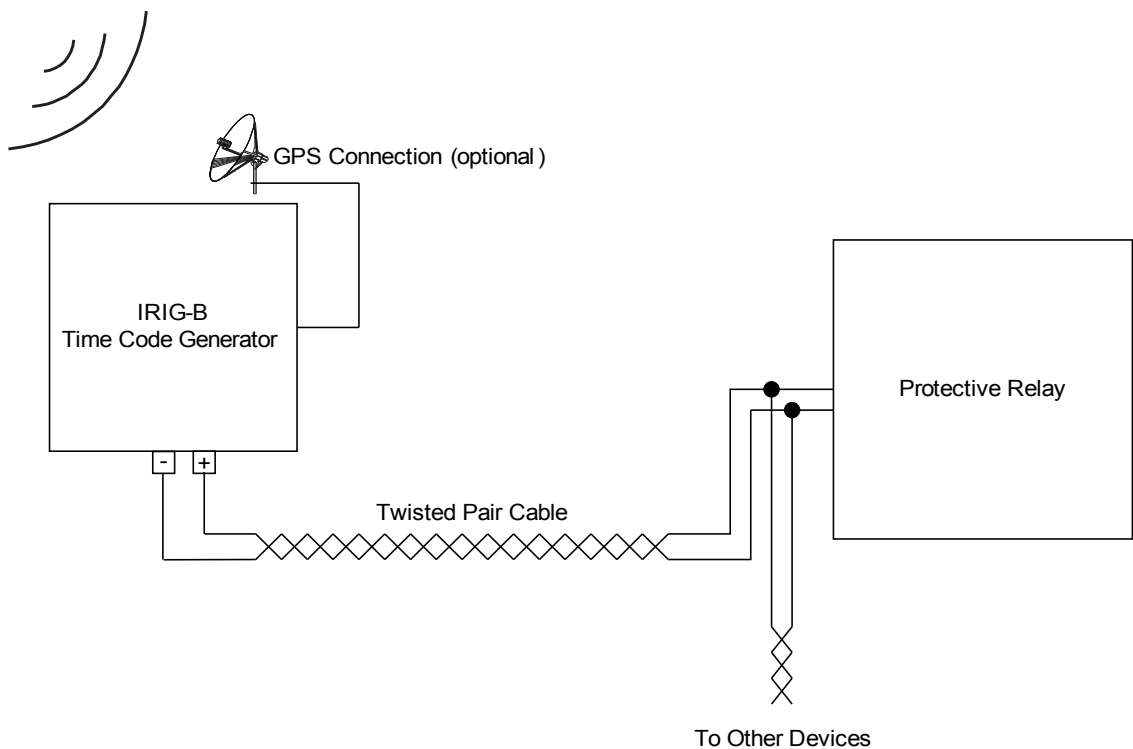 GPS Connection (optional)
IRIG-B
Time Code Generator
Protective Relay
- +
Twisted Pair Cable
To Other Devices